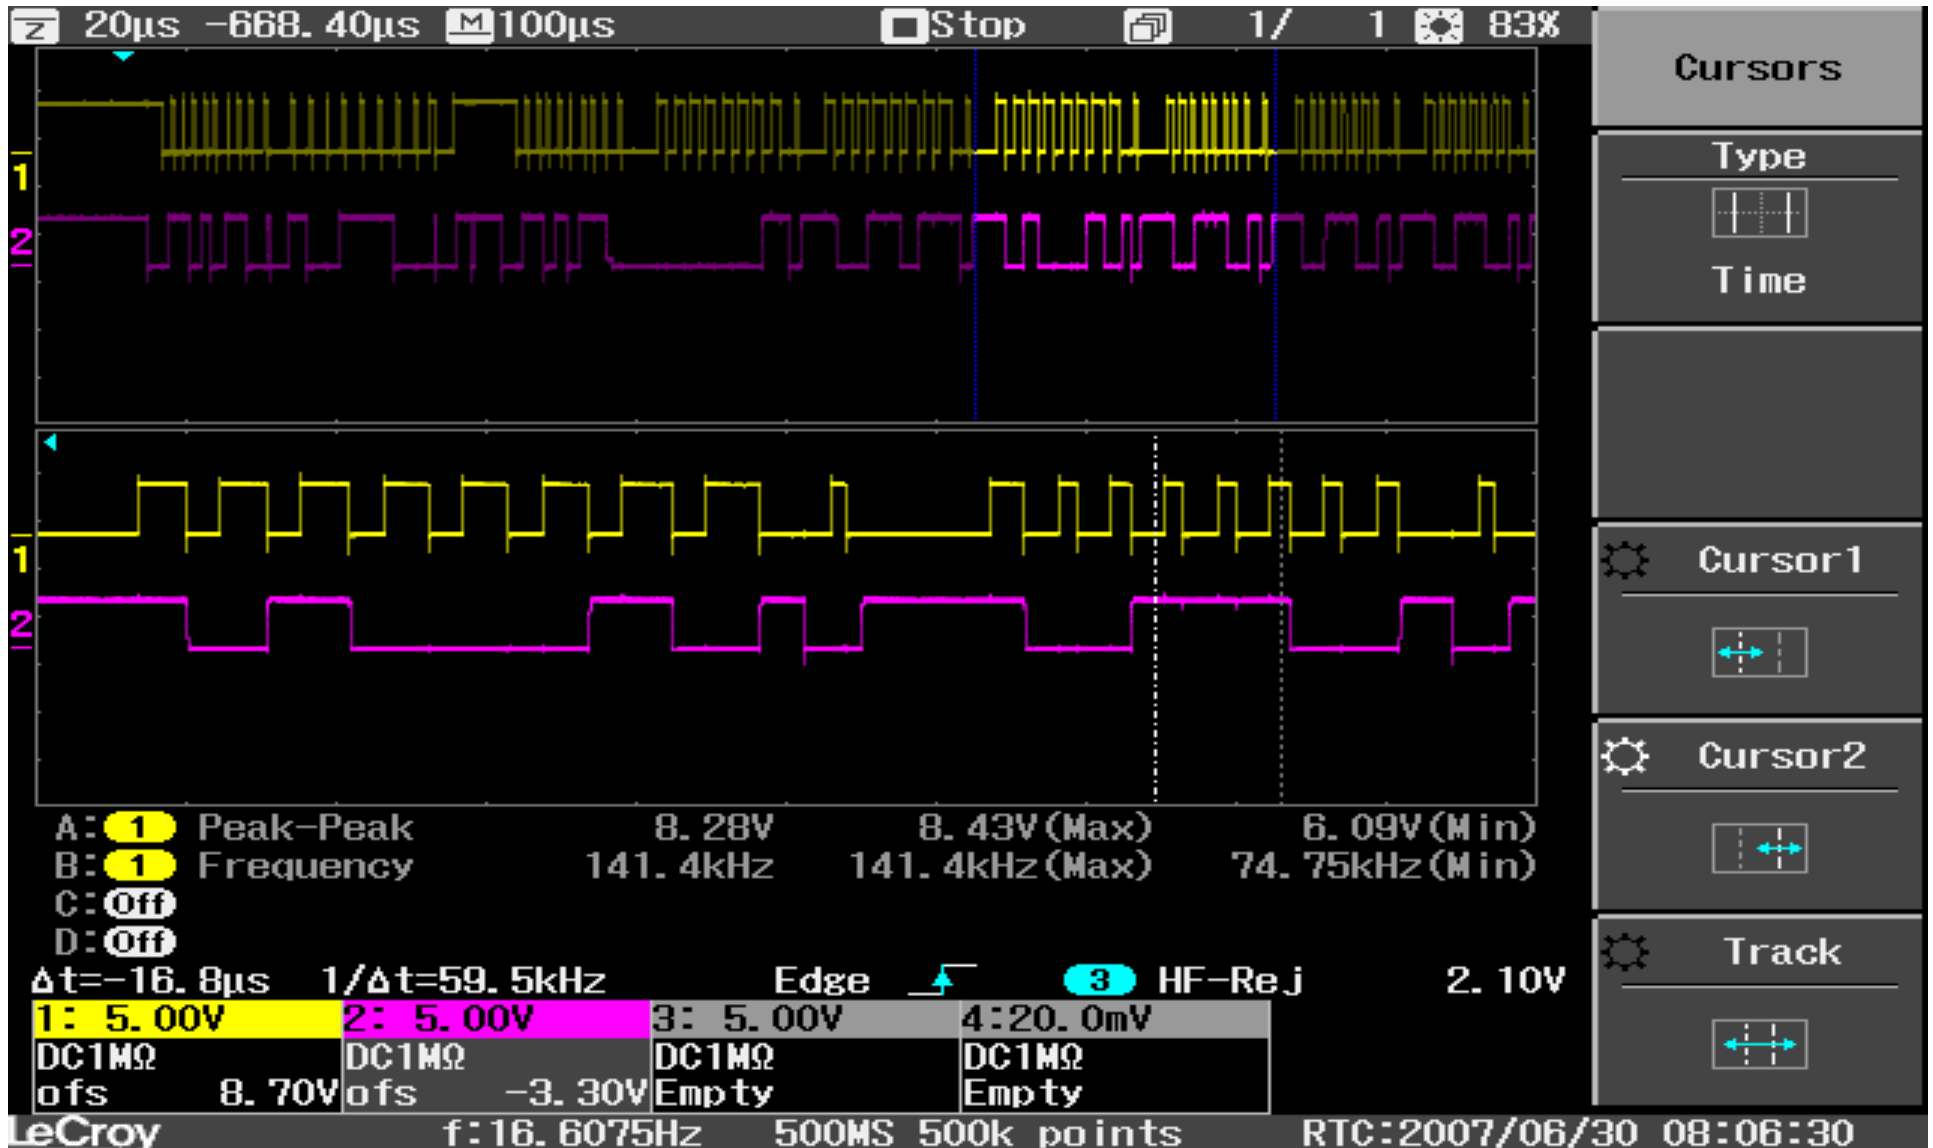 Z 20μs -668.40μs M 100μs Stop 1/ 1 83%
Cursors
Type
Time
1
2
1
2
Cursor1
Cursor2
Track
A: 1 Peak-Peak 8.28V 8.43V(Max) 6.09V(Min)
B: 1 Frequency 141.4kHz 141.4kHz(Max) 74.75kHz(Min)
C: Off
D: Off
Δt=-16.8μs 1/Δt=59.5kHz Edge 3 HF-Rej 2.10V
1: 5.00V 2: 5.00V 3: 5.00V 4:20.0mV
DC1MΩ DC1MΩ DC1MΩ DC1MΩ
ofs 8.70V ofs -3.30V Empty Empty
LeCroy f:16.6075Hz 500MS 500k points RTC:2007/06/30 08:06:30